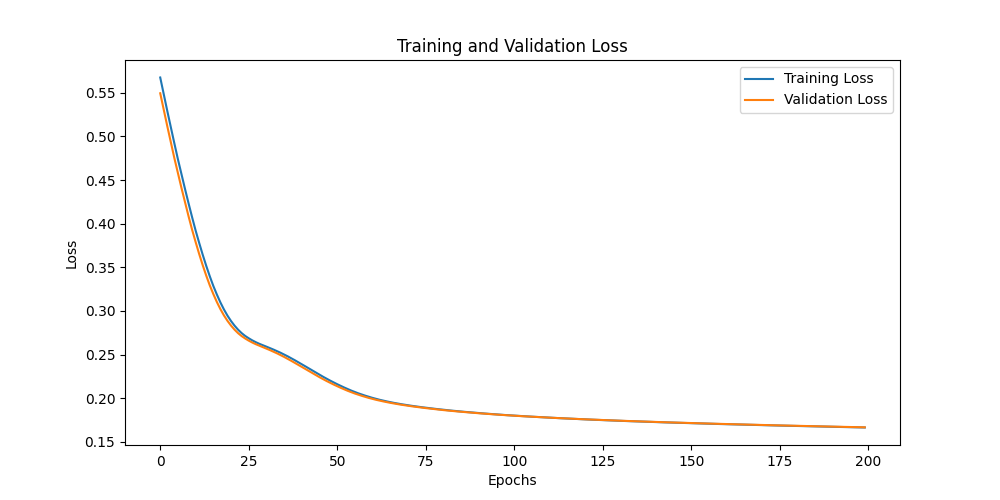 Training and Validation Loss
Training Loss
Validation Loss
0.55
0.50
0.45
0.40
0.35
0.30
0.25
0.20
0.15
Loss
0 25 50 75 100 125 150 175 200
Epochs